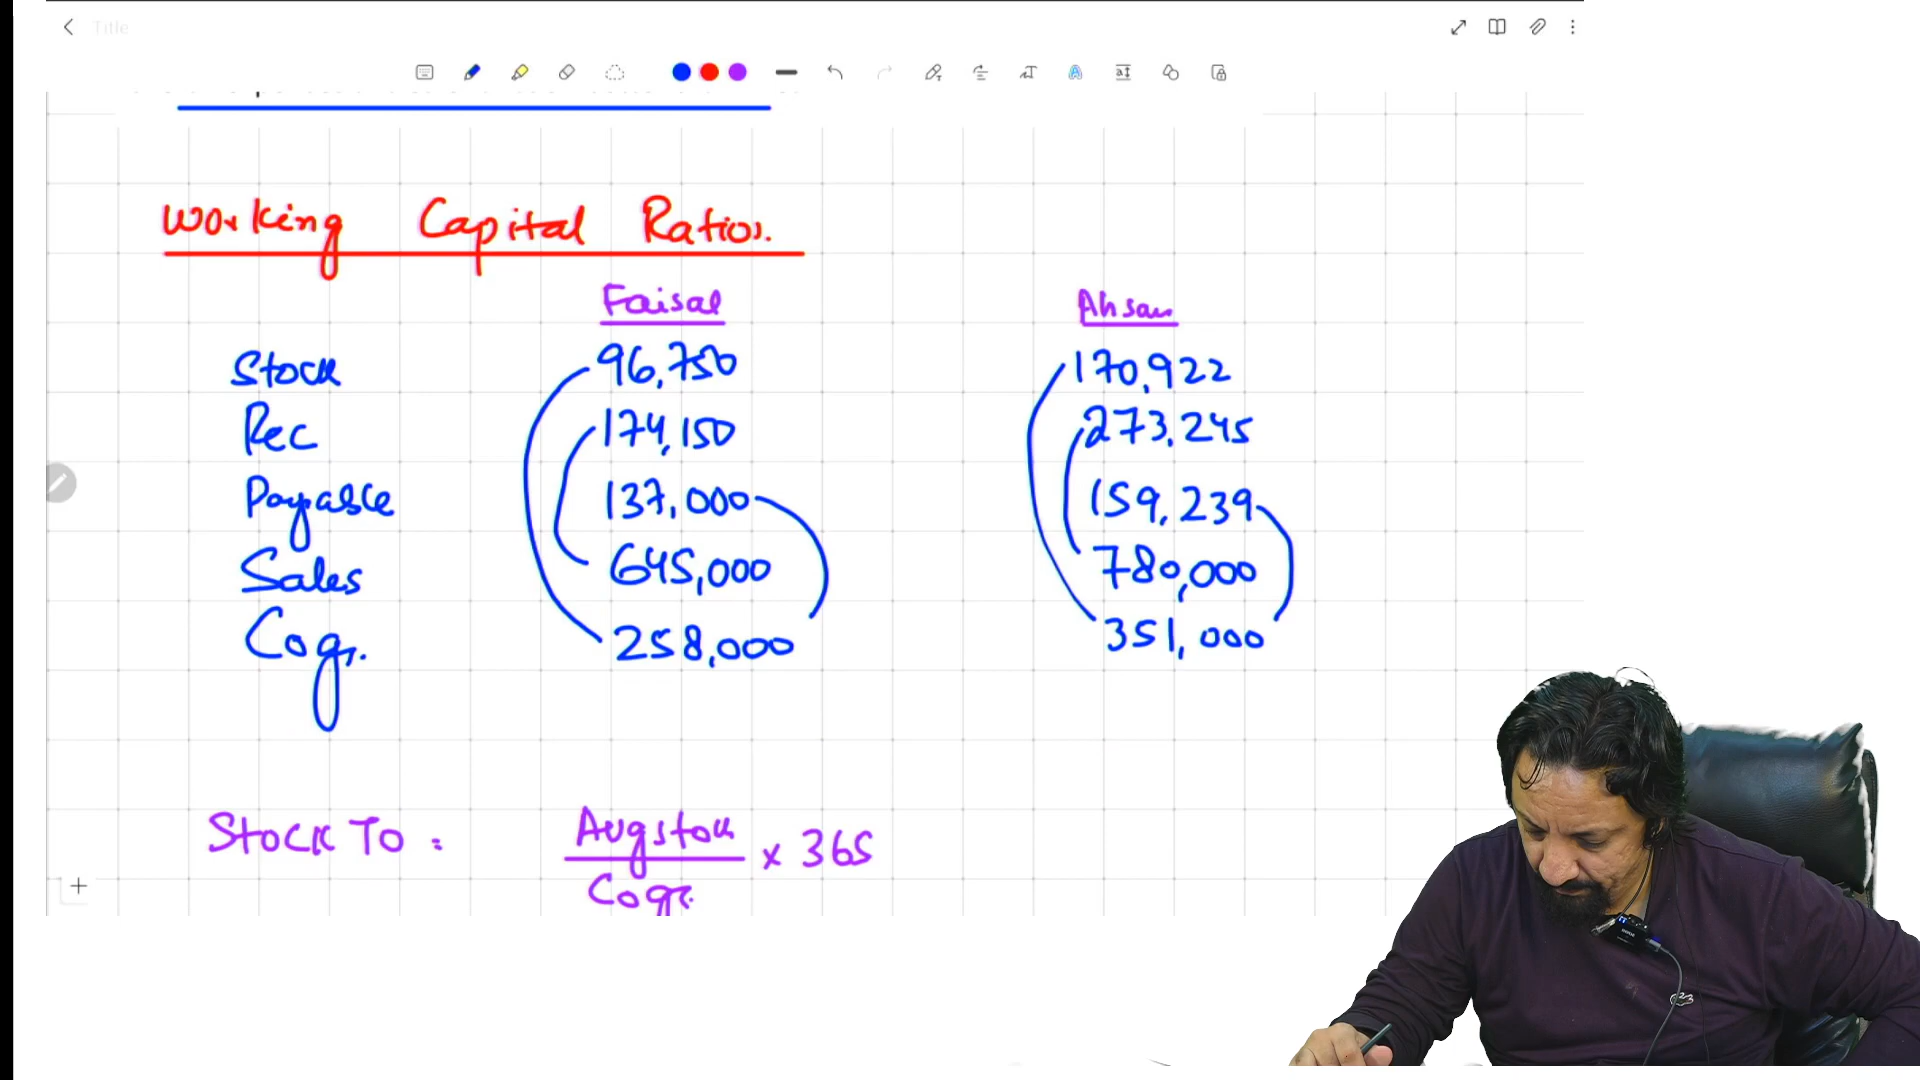 Title
Working Capital Ratios.
Faisal Ahsan
Stock 96,750 170,922
Rec 174,150 273,245
Payable 137,000 159,239
Sales 645,000 780,000
Cogs. 258,000 351,000
Stock TO = Avg stock × 365
Cogs.